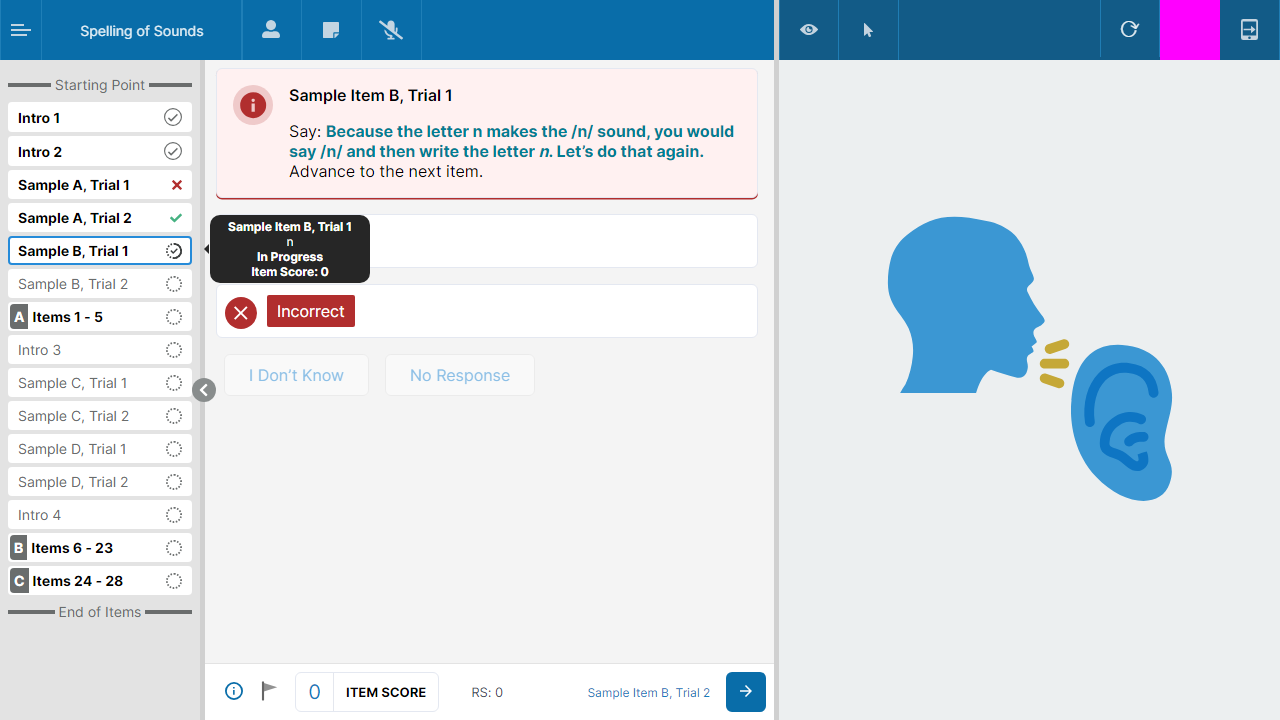 Spelling of Sounds
Starting Point
Intro 1
Intro 2
Sample A, Trial 1
Sample A, Trial 2
Sample B, Trial 1
Sample B, Trial 2
A Items 1 - 5
Intro 3
Sample C, Trial 1
Sample C, Trial 2
Sample D, Trial 1
Sample D, Trial 2
Intro 4
B Items 6 - 23
C Items 24 - 28
End of Items
Sample Item B, Trial 1
Say: Because the letter n makes the /n/ sound, you would
say /n/ and then write the letter n. Let’s do that again.
Advance to the next item.
Sample Item B, Trial 1
n
In Progress
Item Score: 0
Incorrect
I Don’t Know
No Response
0 ITEM SCORE
RS: 0
Sample Item B, Trial 2